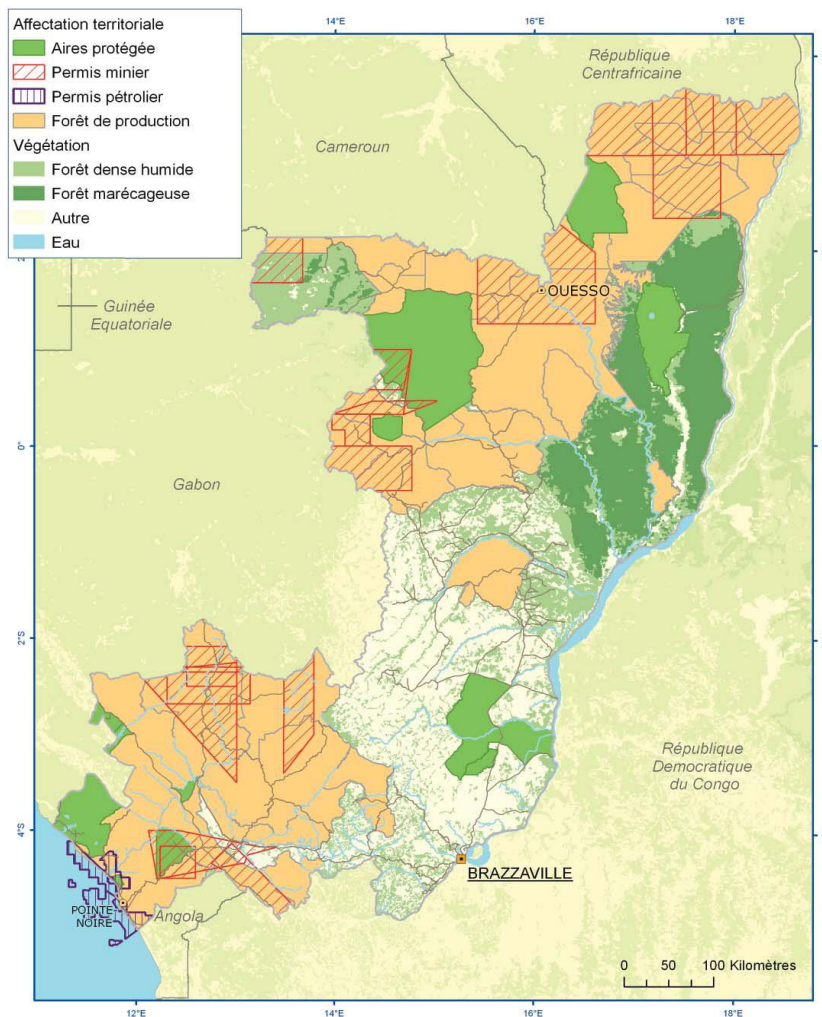 14°E
16°E
18°E
Affectation territoriale
Aires protégée
Permis minier
Permis pétrolier
Forêt de production
Végétation
Forêt dense humide
Forêt marécageuse
Autre
Eau
République
Centrafricaine
Cameroun
OUESSO
Guinée
Equatoriale
0°
Gabon
2°S
République
Democratique
du Congo
4°S
BRAZZAVILLE
POINTE-
NOIRE
Angola
0 50 100 Kilomètres
12°E
14°E
16°E
18°E